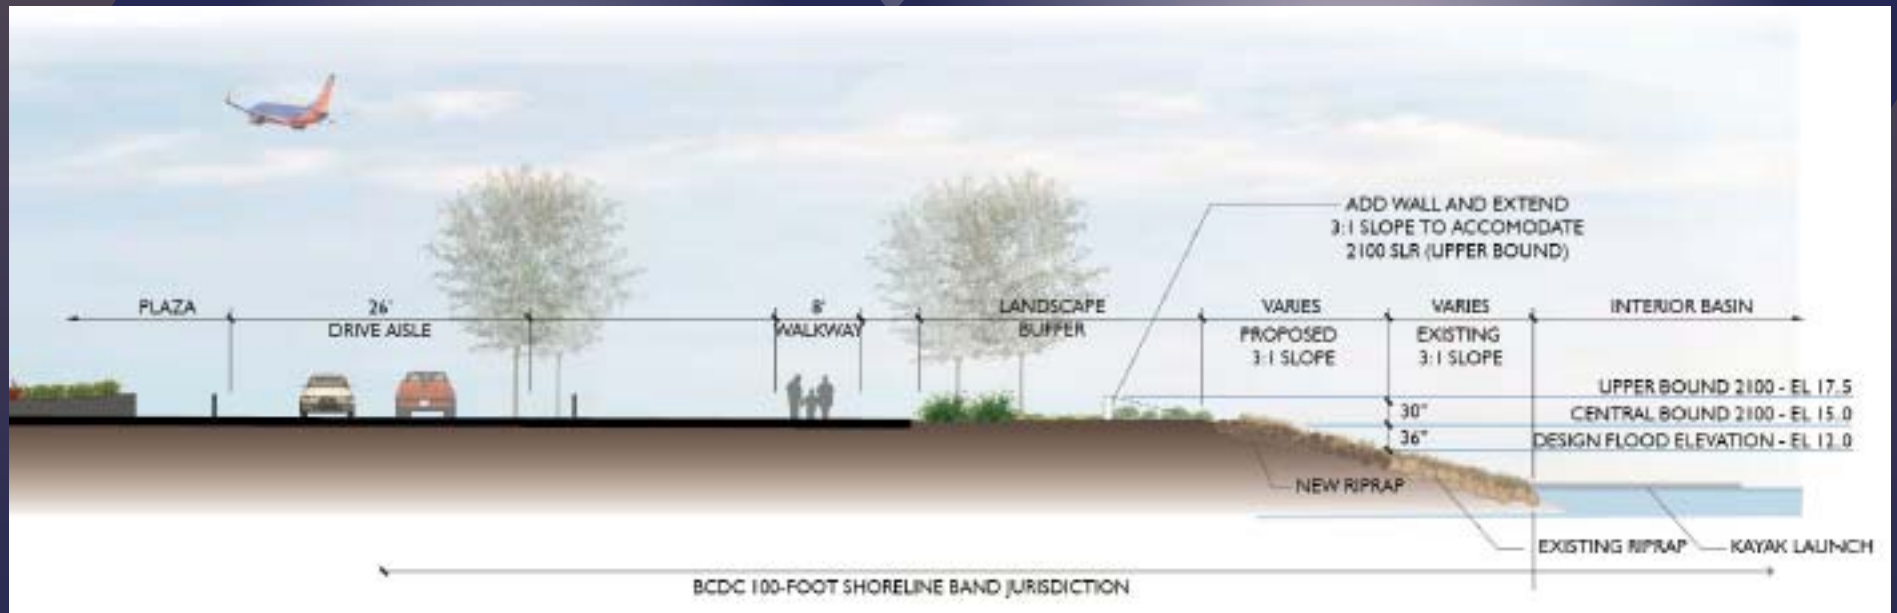 ADD WALL AND EXTEND
3:1 SLOPE TO ACCOMODATE
2100 SLR (UPPER BOUND)
PLAZA
26'
DRIVE AISLE
8'
WALKWAY
LANDSCAPE
BUFFER
VARIES
PROPOSED
3:1 SLOPE
VARIES
EXISTING
3:1 SLOPE
INTERIOR BASIN
UPPER BOUND 2100 - EL 17.5
30"
CENTRAL BOUND 2100 - EL 15.0
36"
DESIGN FLOOD ELEVATION - EL 12.0
NEW RIPRAP
EXISTING RIPRAP
KAYAK LAUNCH
BCDC 100-FOOT SHORELINE BAND JURISDICTION